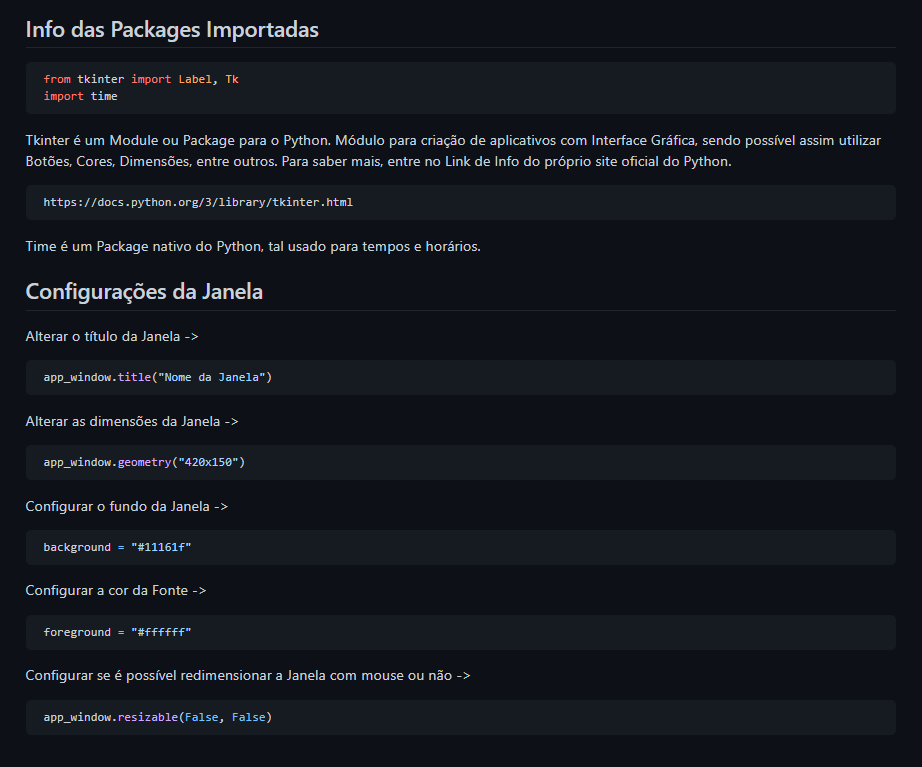 Info das Packages Importadas
from tkinter import Label, Tk
import time
Tkinter é um Module ou Package para o Python. Módulo para criação de aplicativos com Interface Gráfica, sendo possível assim utilizar
Botões, Cores, Dimensões, entre outros. Para saber mais, entre no Link de Info do próprio site oficial do Python.
https://docs.python.org/3/library/tkinter.html
Time é um Package nativo do Python, tal usado para tempos e horários.
Configurações da Janela
Alterar o título da Janela ->
app_window.title("Nome da Janela")
Alterar as dimensões da Janela ->
app_window.geometry("420x150")
Configurar o fundo da Janela ->
background = "#11161f"
Configurar a cor da Fonte ->
foreground = "#ffffff"
Configurar se é possível redimensionar a Janela com mouse ou não ->
app_window.resizable(False, False)